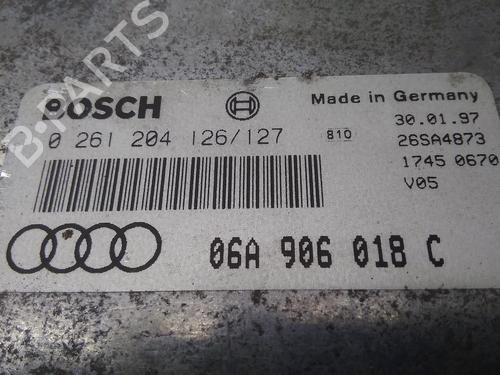 B-PARTS
BOSCH
Made in Germany
0 261 204 126/127
810
30.01.97
26SA4873
1745 0670
V05
06A 906 018 C